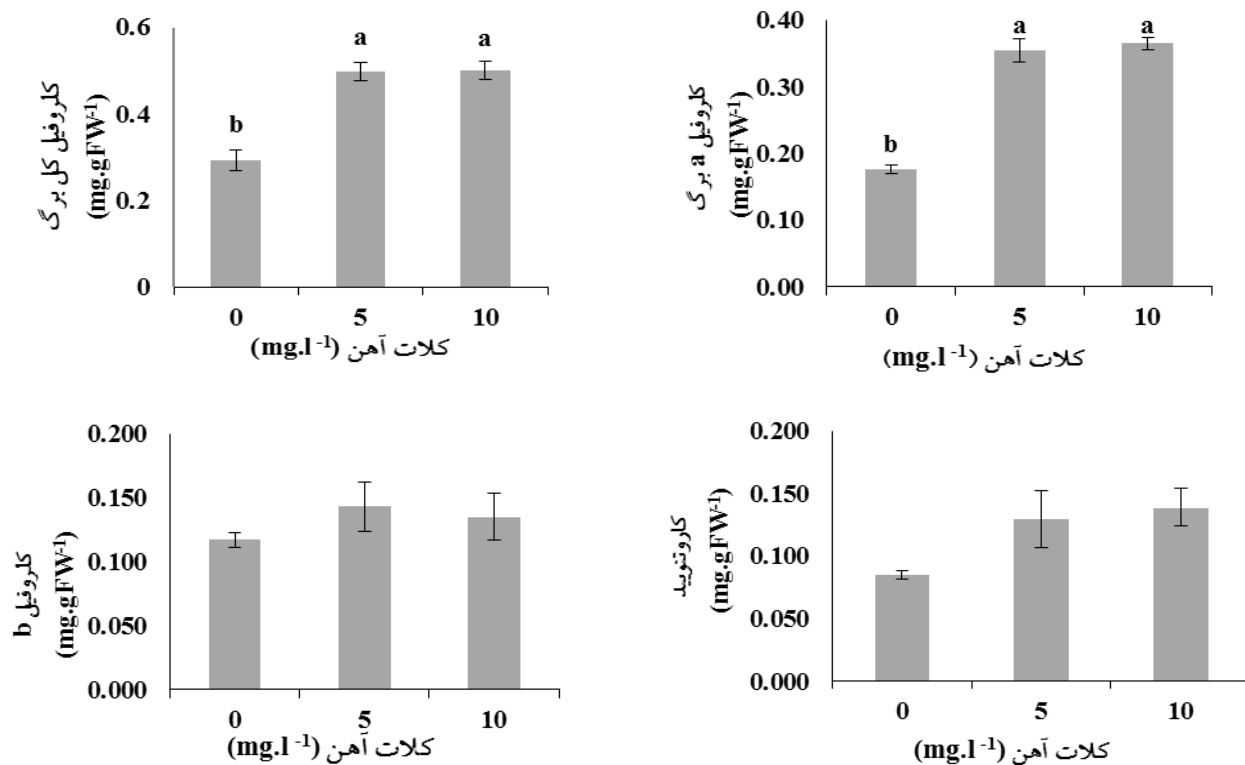 0.6
0.4
0.2
0
b
a
a
0
5
10
کلروفیل کل برگ
(mg.gFW-1)
کلات آهن (mg.l -1)
0.40
0.30
0.20
0.10
0.00
b
a
a
0
5
10
کلروفیل a برگ
(mg.gFW-1)
کلات آهن (mg.l -1)
0.200
0.150
0.100
0.050
0.000
0
5
10
کلروفیل b
(mg.gFW-1)
کلات آهن (mg.l -1)
0.200
0.150
0.100
0.050
0.000
0
5
10
کاروتنویید
(mg.gFW-1)
کلات آهن (mg.l -1)